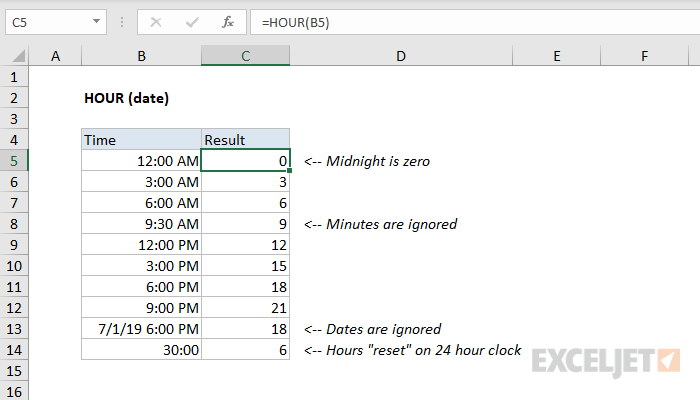 C5 fx =HOUR(B5)
A B C D E F
1
2 HOUR (date)
3
4 Time Result
5 12:00 AM 0 <-- Midnight is zero
6 3:00 AM 3
7 6:00 AM 6
8 9:30 AM 9 <-- Minutes are ignored
9 12:00 PM 12
10 3:00 PM 15
11 6:00 PM 18
12 9:00 PM 21
13 7/1/19 6:00 PM 18 <-- Dates are ignored
14 30:00 6 <-- Hours "reset" on 24 hour clock
15
16
EXCELJET